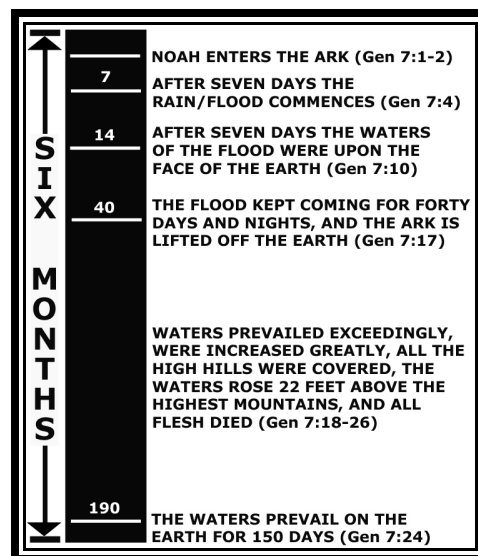 SIX MONTHS
NOAH ENTERS THE ARK (Gen 7:1-2)
7
AFTER SEVEN DAYS THE
RAIN/FLOOD COMMENCES (Gen 7:4)
14
AFTER SEVEN DAYS THE WATERS
OF THE FLOOD WERE UPON THE
FACE OF THE EARTH (Gen 7:10)
40
THE FLOOD KEPT COMING FOR FORTY
DAYS AND NIGHTS, AND THE ARK IS
LIFTED OFF THE EARTH (Gen 7:17)
WATERS PREVAILED EXCEEDINGLY,
WERE INCREASED GREATLY, ALL THE
HIGH HILLS WERE COVERED, THE
WATERS ROSE 22 FEET ABOVE THE
HIGHEST MOUNTAINS, AND ALL
FLESH DIED (Gen 7:18-26)
190
THE WATERS PREVAIL ON THE
EARTH FOR 150 DAYS (Gen 7:24)